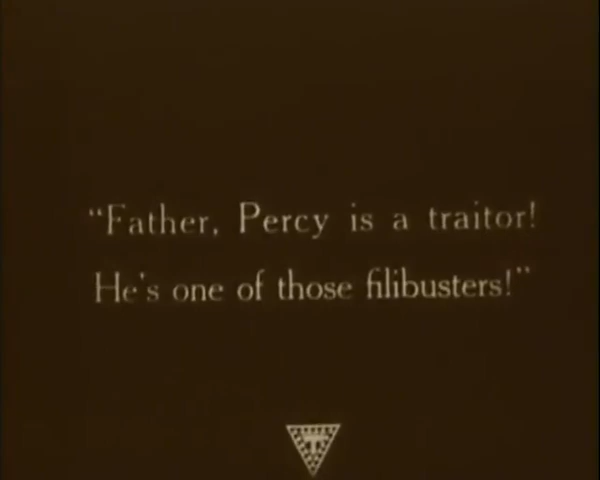 “Father, Percy is a traitor!
He's one of those filibusters!”
T